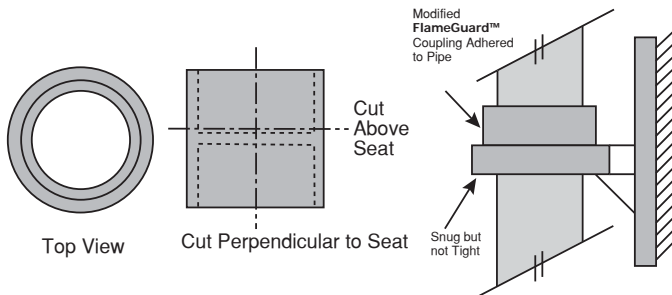 Modified
FlameGuard™
Coupling Adhered
to Pipe
Cut
Above
Seat
Top View
Cut Perpendicular to Seat
Snug but
not Tight